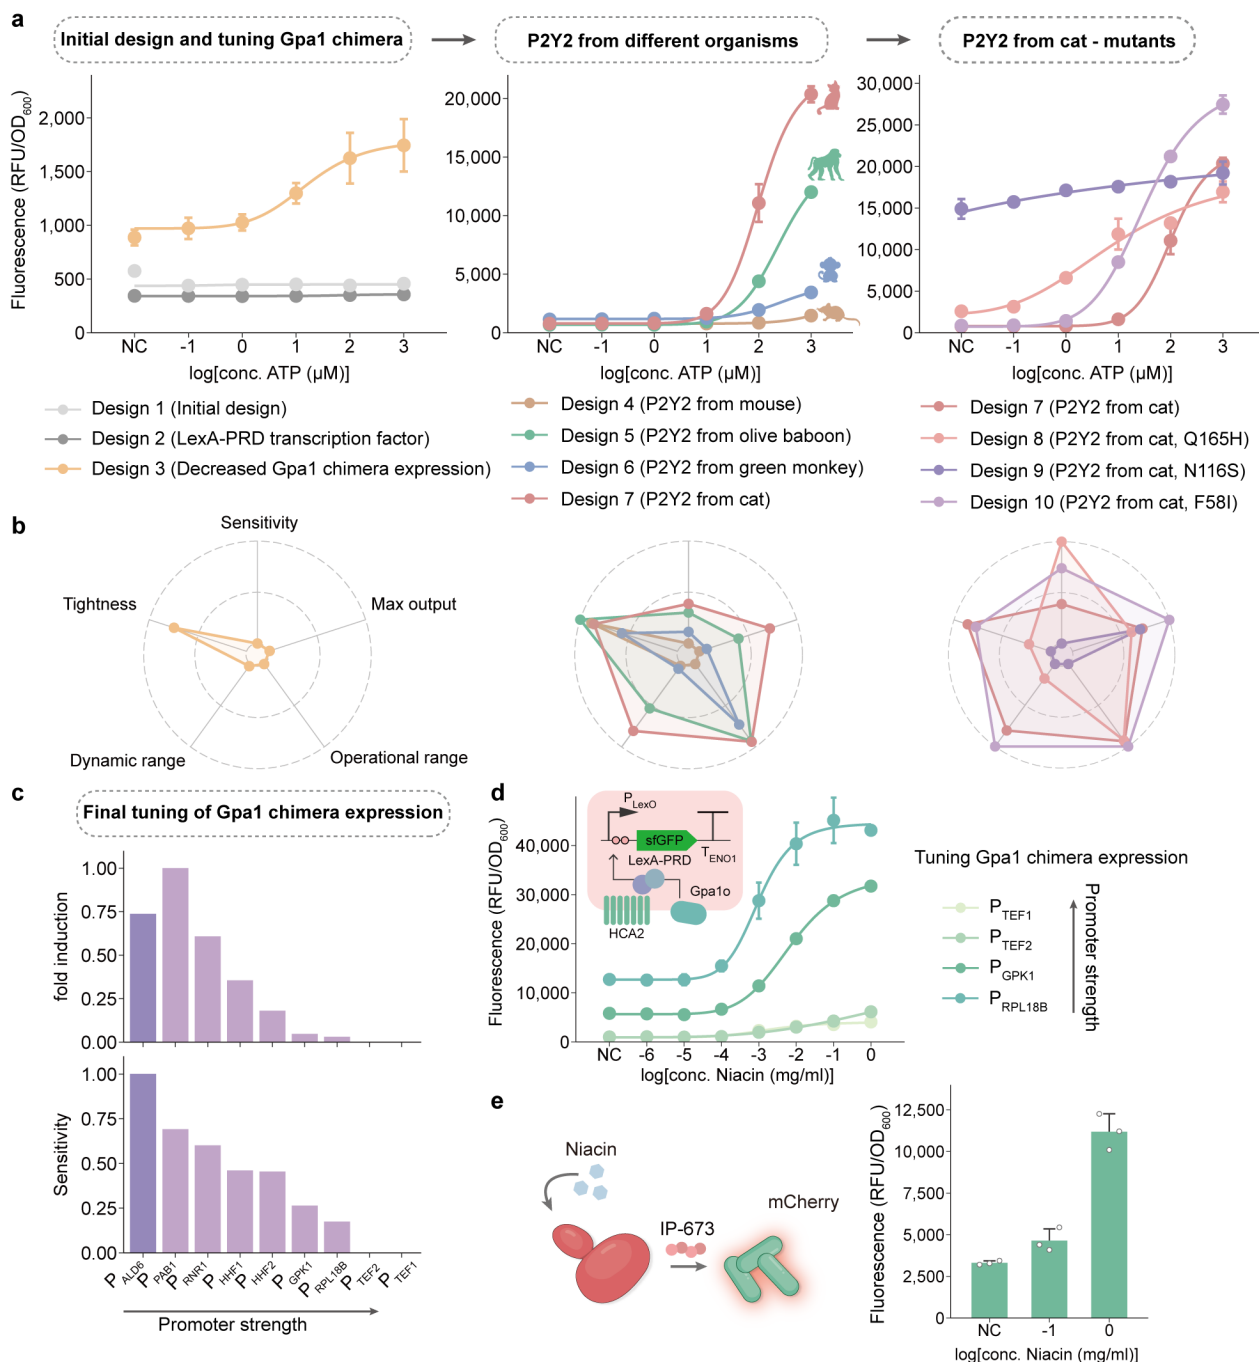 a
Initial design and tuning Gpa1 chimera
P2Y2 from different organisms
P2Y2 from cat - mutants
Fluorescence (RFU/OD600)
2,000
1,500
1,000
500
0
NC -1 0 1 2 3
log[conc. ATP (µM)]
20,000
15,000
10,000
5,000
0
NC -1 0 1 2 3
log[conc. ATP (µM)]
30,000
25,000
20,000
15,000
10,000
5,000
0
NC -1 0 1 2 3
log[conc. ATP (µM)]
Design 1 (Initial design)
Design 2 (LexA-PRD transcription factor)
Design 3 (Decreased Gpa1 chimera expression)
Design 4 (P2Y2 from mouse)
Design 5 (P2Y2 from olive baboon)
Design 6 (P2Y2 from green monkey)
Design 7 (P2Y2 from cat)
Design 7 (P2Y2 from cat)
Design 8 (P2Y2 from cat, Q165H)
Design 9 (P2Y2 from cat, N116S)
Design 10 (P2Y2 from cat, F58I)
b
Sensitivity
Tightness
Max output
Dynamic range
Operational range
c
Final tuning of Gpa1 chimera expression
fold induction
1.00
0.75
0.50
0.25
0.00
Sensitivity
1.00
0.75
0.50
0.25
0.00
PALD6 PPAB1 PRNR1 PHHF1 PHHF2 PGPK1 PRPL18B PTEF2 PTEF1
Promoter strength
d
Fluorescence (RFU/OD600)
40,000
30,000
20,000
10,000
0
NC -6 -5 -4 -3 -2 -1 0
log[conc. Niacin (mg/ml)]
PLexO
sfGFP
TENO1
LexA-PRD
Gpa1o
HCA2
Tuning Gpa1 chimera expression
PTEF1
PTEF2
PGPK1
PRPL18B
Promoter strength
e
Niacin
IP-673
mCherry
Fluorescence (RFU/OD600)
12,500
10,000
7,500
5,000
2,500
0
NC -1 0
log[conc. Niacin (mg/ml)]